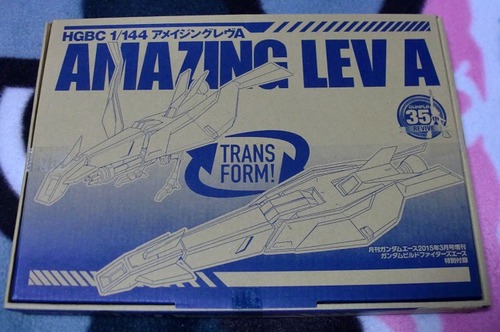 HGBC 1/144 アメイジングレヴA
AMAZING LEV A
GUNPLA
35th
REVIVE
TRANS
FORM!
月刊ガンダムエース2015年3月号増刊
ガンダムビルドファイターズエース
特別付録